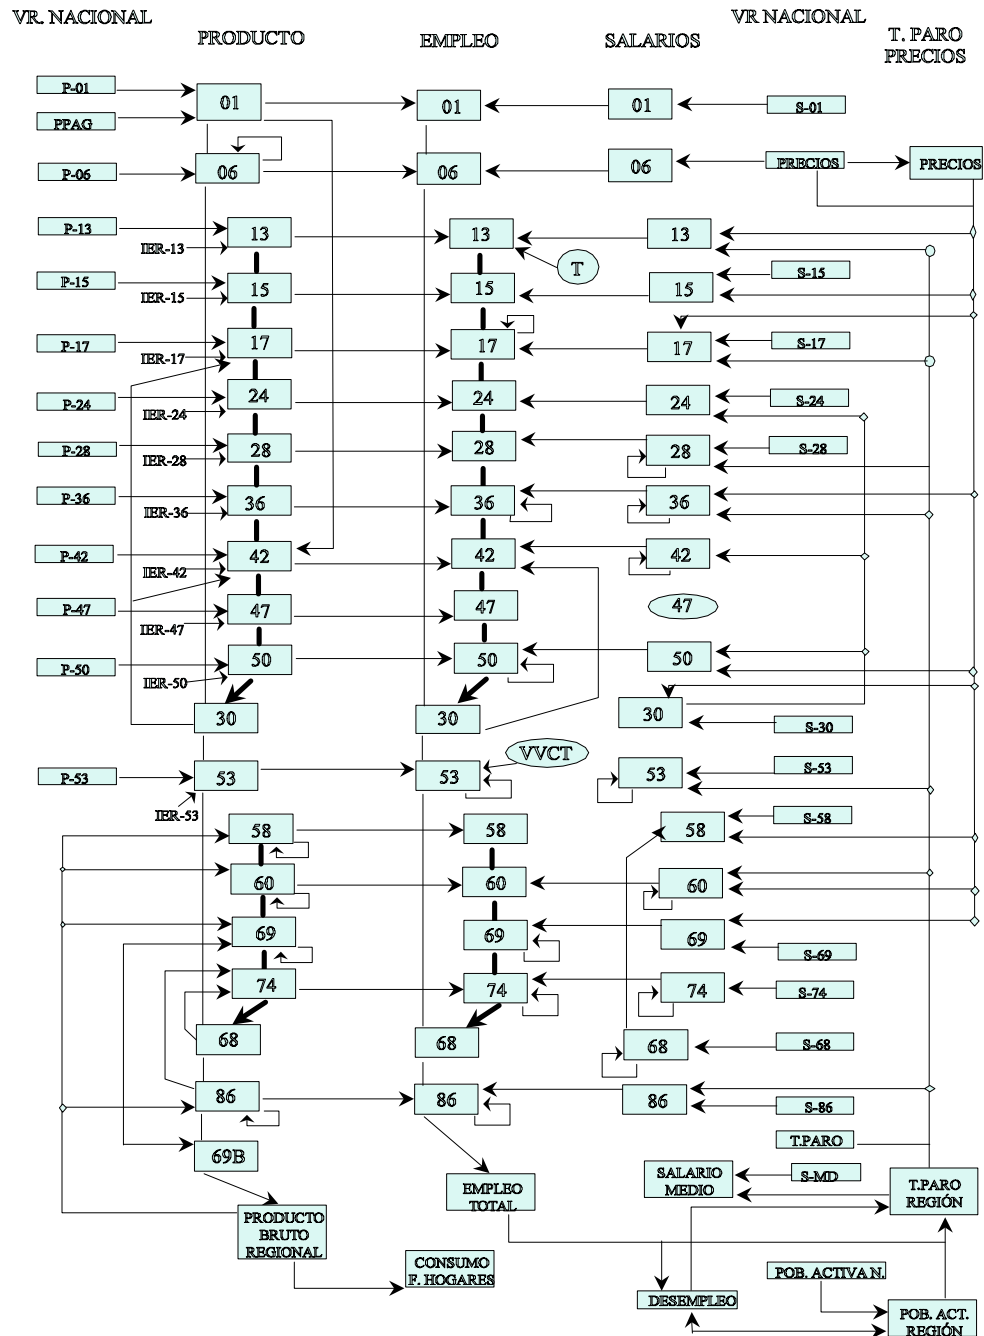 VR. NACIONAL
PRODUCTO
EMPLEO
SALARIOS
VR NACIONAL
T. PARO
PRECIOS
P-01
01
01
01
S-01
PPAG
P-06
06
06
06
PRECIOS
PRECIOS
P-13
IER-13
13
13
13
T
P-15
IER-15
15
15
15
S-15
P-17
IER-17
17
17
17
S-17
P-24
IER-24
24
24
24
S-24
P-28
IER-28
28
28
28
S-28
P-36
IER-36
36
36
36
P-42
IER-42
42
42
42
P-47
IER-47
47
47
47
P-50
IER-50
50
50
50
30
30
30
S-30
VVCT
P-53
IER-53
53
53
53
S-53
58
58
58
S-58
60
60
60
69
69
69
S-69
74
74
74
S-74
68
68
68
S-68
86
86
86
S-86
69B
T.PARO
EMPLEO
TOTAL
SALARIO
MEDIO
S-MD
T.PARO
REGIÓN
PRODUCTO
BRUTO
REGIONAL
CONSUMO
F. HOGARES
DESEMPLEO
POB. ACTIVA N.
POB. ACT.
REGIÓN